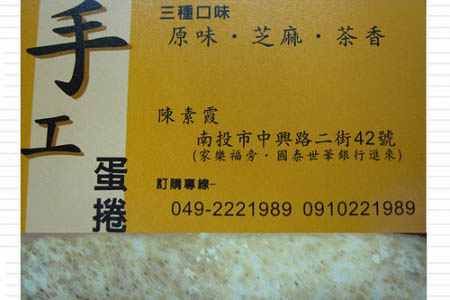 手工
蛋捲
三種口味
原味·芝麻·茶香
陳素霞
南投市中興路二街42號
(家樂福旁·國泰世華銀行進來)
訂購專線-
049-2221989 0910221989